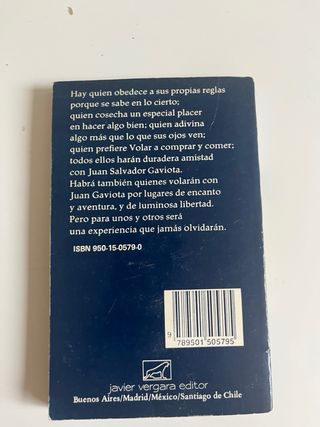 Hay quien obedece a sus propias reglas
porque se sabe en lo cierto;
quien cosecha un especial placer
en hacer algo bien; quien adivina
algo más que lo que sus ojos ven;
quien prefiere Volar a comprar y comer;
todos ellos harán duradera amistad
con Juan Salvador Gaviota.
Habrá también quienes volarán con
Juan Gaviota por lugares de encanto
y aventura, y de luminosa libertad.
Pero para unos y otros será
una experiencia que jamás olvidarán.
ISBN 950-15-0579-0
9 789501 505795
javier vergara editor
Buenos Aires/Madrid/México/Santiago de Chile